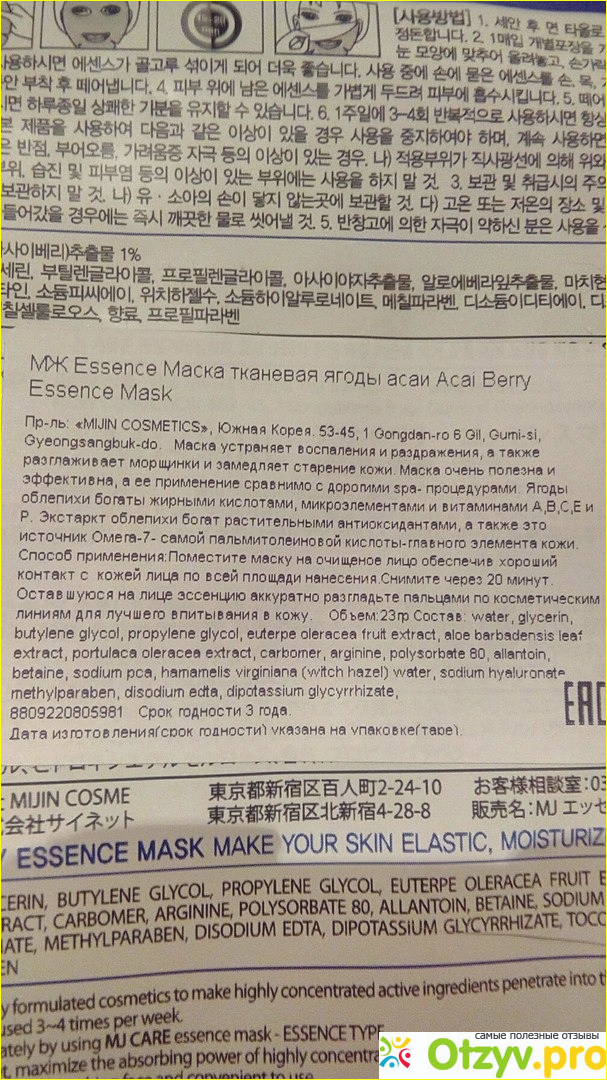 [사용방법] 1. 세안 후 면 타올로
정돈합니다. 2. 1매입 개별포장을
눈 모양에 맞추어 올려놓고, 손가락
사용하시면 에센스가 골고루 섞이게 되어 더욱 좋습니다. 사용 중에 손에 묻은 에센스를 손, 목,
안 부착 후 떼어냅니다. 4. 피부 위에 남은 에센스를 가볍게 두드려 피부에 흡수시킵니다. 5. 떼어
시면 하루종일 상쾌한 기분을 유지할 수 있습니다. 6. 1주일에 3~4회 반복적으로 사용하시면 항상
본 제품을 사용하여 다음과 같은 이상이 있을 경우 사용을 중지하여야 하며, 계속 사용하면
은 반점, 부어오름, 가려움증 자극 등의 이상이 있는 경우, 나) 적용부위가 직사광선에 의해 위와
부위, 습진 및 피부염 등의 이상이 있는 부위에는 사용을 하지 말 것. 3. 보관 및 취급시의 주의
보관하지 말 것. 나) 유·소아의 손이 닿지 않는곳에 보관할 것. 다) 고온 또는 저온의 장소 및
들어갔을 경우에는 즉시 깨끗한 물로 씻어낼 것. 5. 반창고에 의한 자극이 약하신 분은 사용을
사이베리)추출물 1%
세린, 부틸렌글라이콜, 프로필렌글라이콜, 아사이야자추출물, 알로에베라잎추출물, 마치현
타인, 소듐피씨에이, 위치하젤수, 소듐하이알루로네이트, 메칠파라벤, 디소듐이디티에이, 디
칠셀룰로오스, 향료, 프로필파라벤
МЖ Essence Маска тканевая ягоды асаи Acai Berry
Essence Mask
Пр-ль: «MIJIN COSMETICS», Южная Корея. 53-45, 1 Gongdan-ro 6 Gil, Gumi-si,
Gyeongsangbuk-do. Маска устраняет воспаления и раздражения, а также
разглаживает морщинки и замедляет старение кожи. Маска очень полезна и
эффективна, а ее применение сравнимо с дорогими spa- процедурами. Ягоды
облепихи богаты жирными кислотами, микроэлементами и витаминами А,В,С,Е и
Р. Экстаркт облепихи богат растительными антиоксидантами, а также это
источник Омега-7- самой пальмитолеиновой кислоты-главного элемента кожи.
Способ применения:Поместите маску на очищеное лицо обеспечив хороший
контакт с кожей лица по всей площади нанесения.Снимите через 20 минут.
Оставшуюся на лице эссенцию аккуратно разгладьте пальцами по косметическим
линиям для лучшего впитывания в кожу. Объем:23гр Состав: water, glycerin,
butylene glycol, propylene glycol, euterpe oleracea fruit extract, aloe barbadensis leaf
extract, portulaca oleracea extract, carbomer, arginine, polysorbate 80, allantoin,
betaine, sodium pca, hamamelis virginiana (witch hazel) water, sodium hyaluronate,
methylparaben, disodium edta, dipotassium glycyrrhizate,
8809220805981 Срок годности 3 года.
EAC
Дата изготовления(срок годности) указана на упаковке(таре).
MIJIN COSME 東京都新宿区百人町2-24-10 お客様相談室:03
会社サイネット 東京都新宿区北新宿4-28-8 販売名:MJ エッセ
Y ESSENCE MASK MAKE YOUR SKIN ELASTIC, MOISTURIZ
CERIN, BUTYLENE GLYCOL, PROPYLENE GLYCOL, EUTERPE OLERACEA FRUIT E
RACT, CARBOMER, ARGININE, POLYSORBATE 80, ALLANTOIN, BETAINE, SODIUM
NATE, METHYLPARABEN, DISODIUM EDTA, DIPOTASSIUM GLYCYRRHIZATE, TOCO
EN
y formulated cosmetics to make highly concentrated active ingredients penetrate into t
used 3~4 times per week.
ately by using MJ CARE essence mask - ESSENCE TYPE
t, maximize the absorbing power of highly concentra
face and convenient to use
самые полезные отзывы
Otzyv.pro